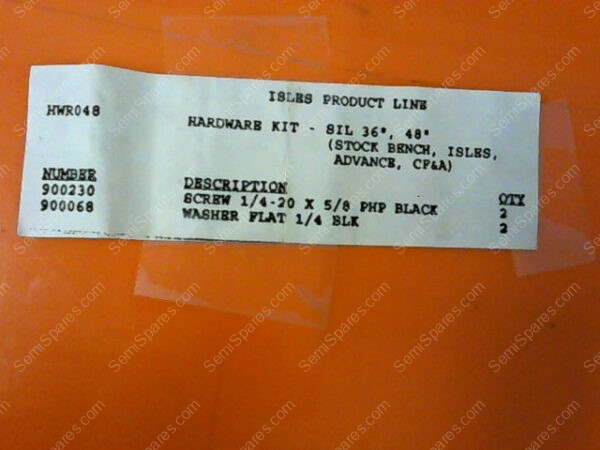 ISLES PRODUCT LINE
HWR048
HARDWARE KIT - SIL 36", 48"
(STOCK BENCH, ISLES,
ADVANCE, CP&A)
NUMBER DESCRIPTION QTY
900230 SCREW 1/4-20 X 5/8 PHP BLACK 2
900068 WASHER FLAT 1/4 BLK 2
SemiSpares.com